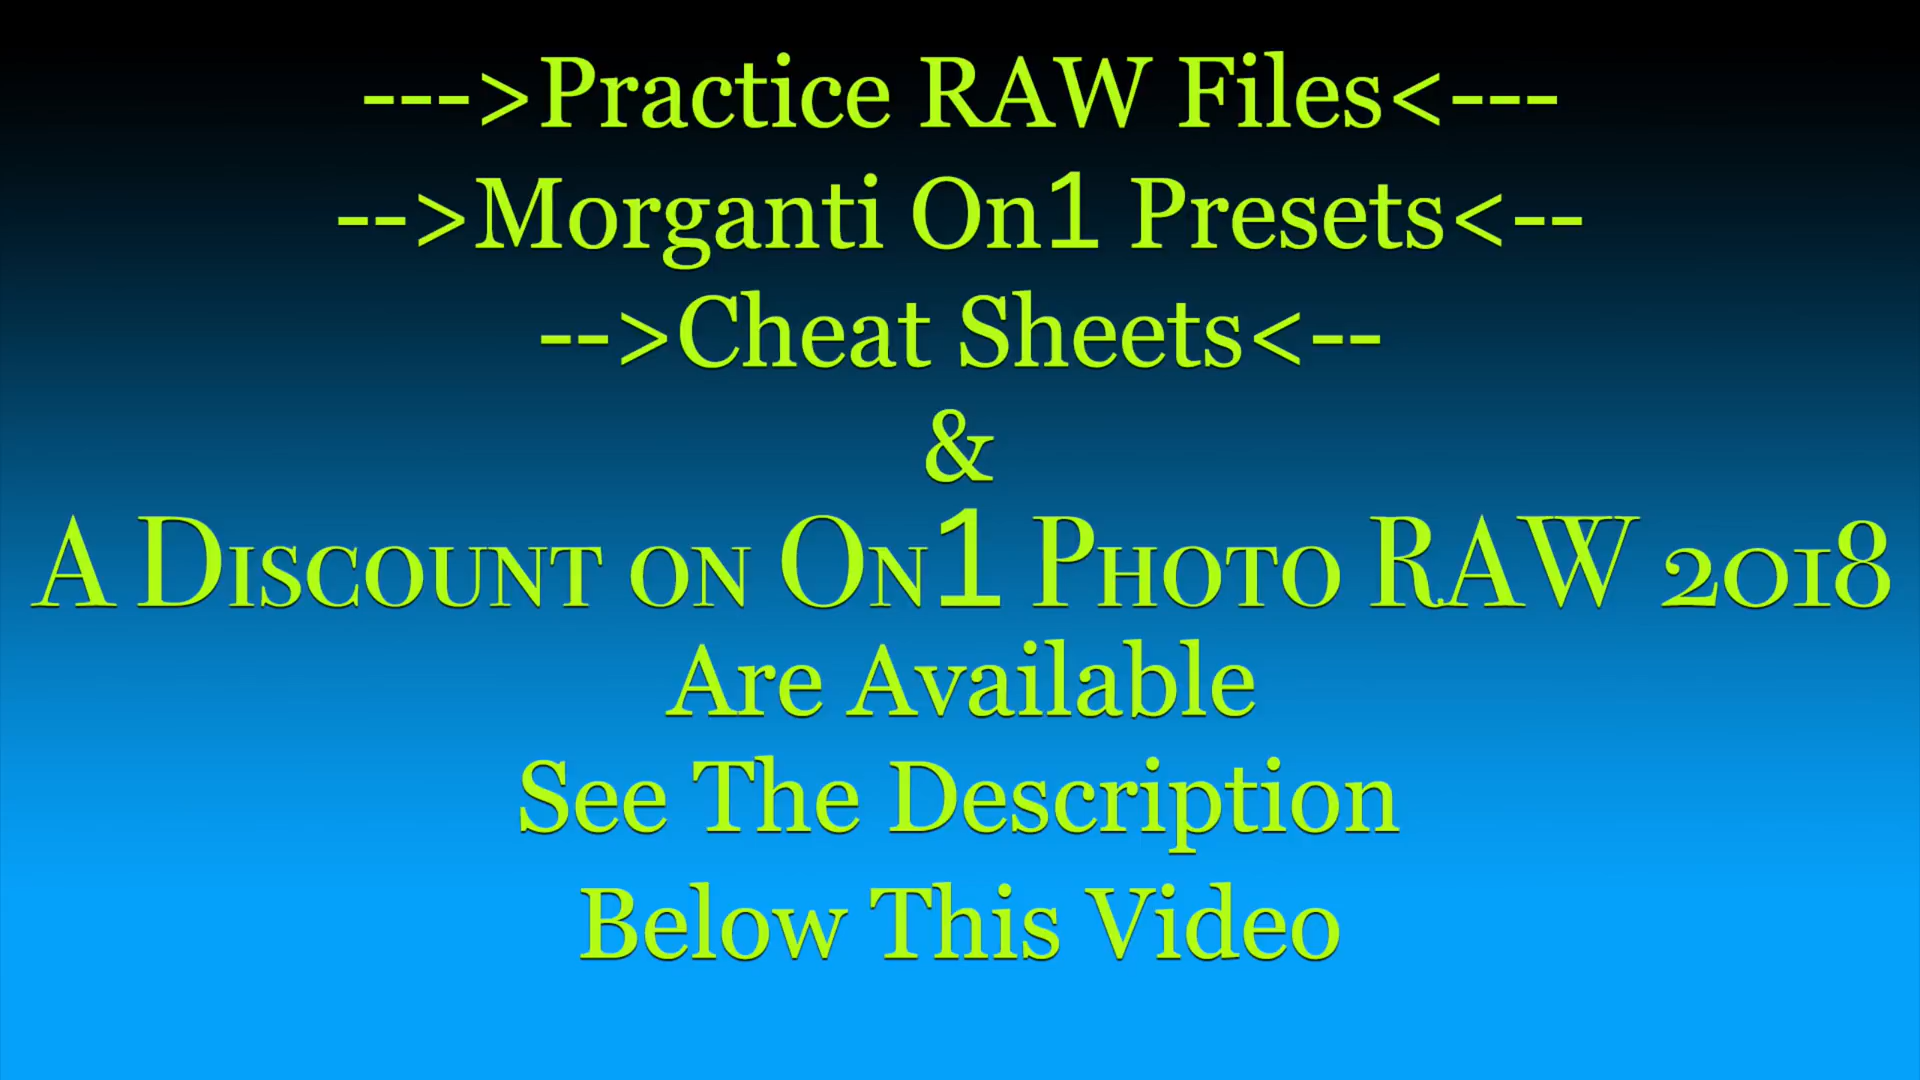 --->Practice RAW Files<---
-->Morganti On1 Presets<--
-->Cheat Sheets<--
&
A Discount on On1 Photo RAW 2018
Are Available
See The Description
Below This Video